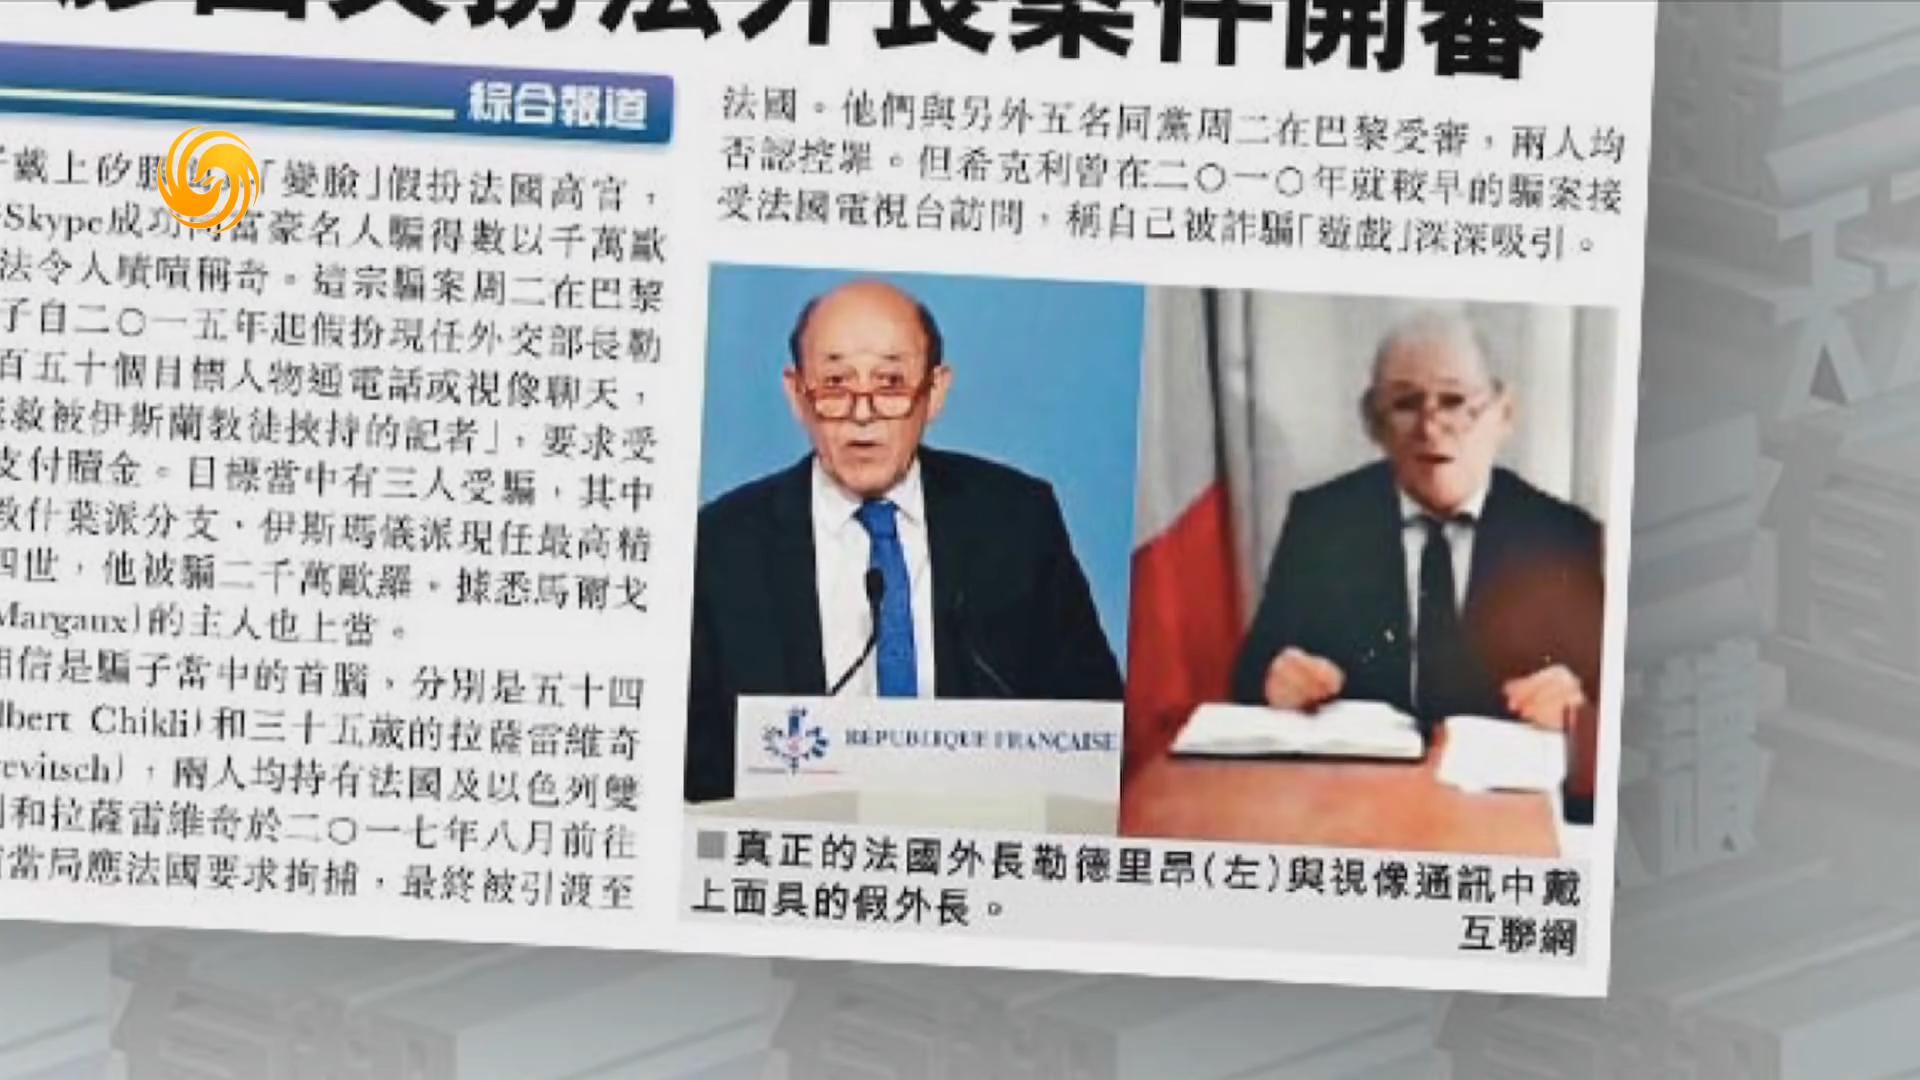 扮法外長案件開審
綜合報道
戴上矽膠「變臉」假扮法國高官，
Skype成功向富豪名人騙得數以千萬歐
法令人嘖嘖稱奇。這宗騙案周二在巴黎
子自二○一五年起假扮現任外交部長勒
百五十個目標人物通電話或視像聊天，
救被伊斯蘭教徒挾持的記者」，要求受
支付贖金。目標當中有三人受騙，其中
教什葉派分支、伊斯瑪儀派現任最高精
四世，他被騙二千萬歐羅。據悉馬爾戈
Margaux)的主人也上當。
相信是騙子當中的首腦，分別是五十四
lbert Chikli)和三十五歲的拉薩雷維奇
evitsch)，兩人均持有法國及以色列雙
利和拉薩雷維奇於二○一七年八月前往
當局應法國要求拘捕，最終被引渡至
法國。他們與另外五名同黨周二在巴黎受審，兩人均
否認控罪。但希克利曾在二○一○年就較早的騙案接
受法國電視台訪問，稱自己被詐騙「遊戲」深深吸引。
RÉPUBLIQUE FRANÇAISE
■真正的法國外長勒德里昂(左)與視像通訊中戴
上面具的假外長。
互聯網